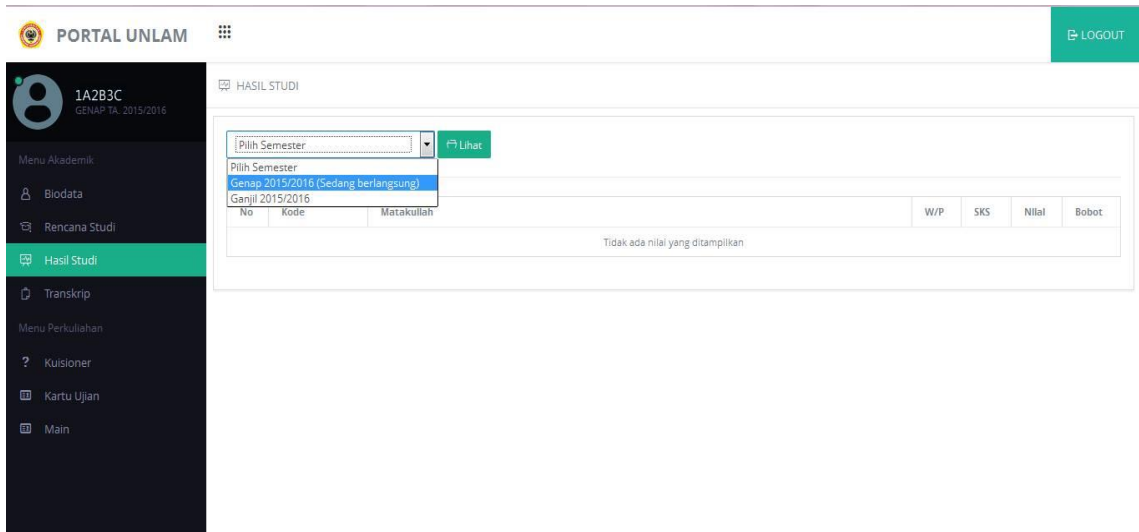 PORTAL UNLAM
LOGOUT
1A2B3C
GENAP TA. 2015/2016
Menu Akademik
Biodata
Rencana Studi
Hasil Studi
Transkrip
Menu Perkuliahan
? Kuisioner
Kartu Ujian
Main
HASIL STUDI
Pilih Semester
Lihat
Pilih Semester
Genap 2015/2016 (Sedang berlangsung)
Ganjil 2015/2016
No Kode Matakuliah W/P SKS Nilai Bobot
Tidak ada nilai yang ditampilkan